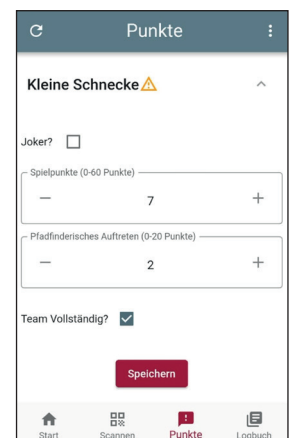 Punkte
Kleine Schnecke
Joker?
Spielpunkte (0-60 Punkte)
7
Pfadfinderisches Auftreten (0-20 Punkte)
2
Team Vollständig?
Speichern
Start
Scannen
Punkte
Logbuch